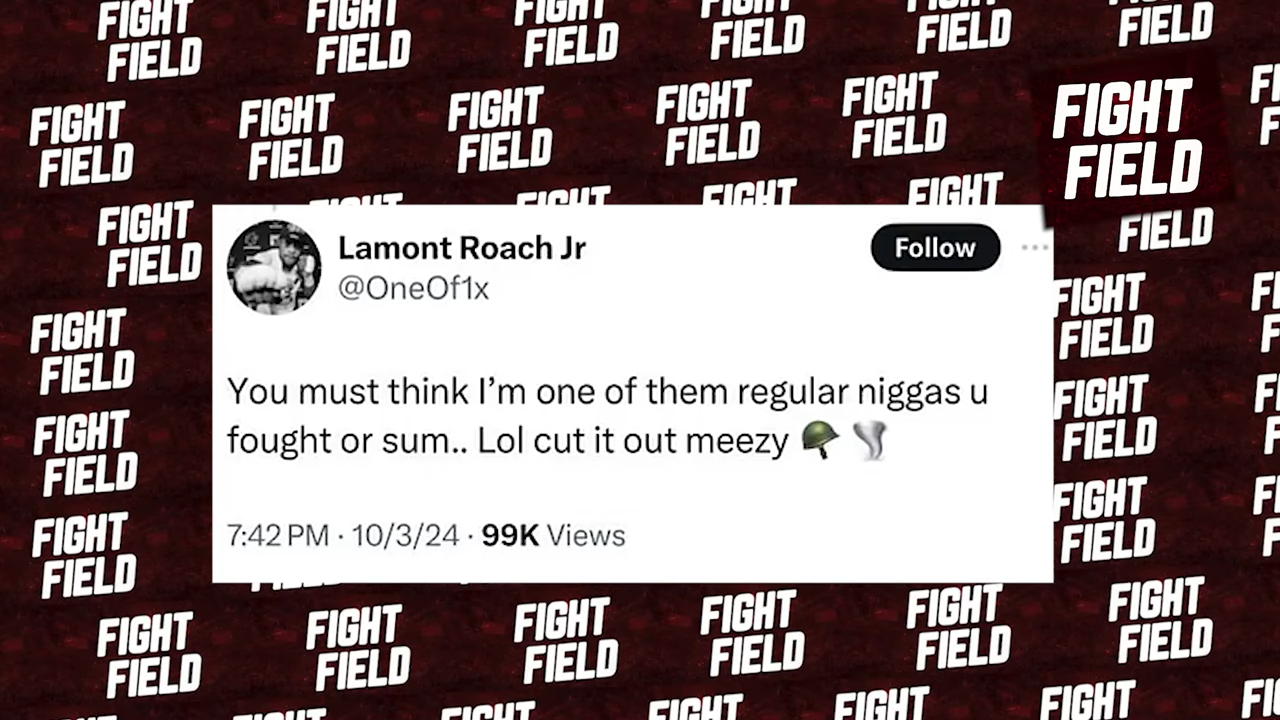 FIGHT
FIELD
Lamont Roach Jr
@OneOf1x
Follow
You must think I’m one of them regular niggas u
fought or sum.. Lol cut it out meezy 🪖🌪️
7:42 PM · 10/3/24 · 99K Views